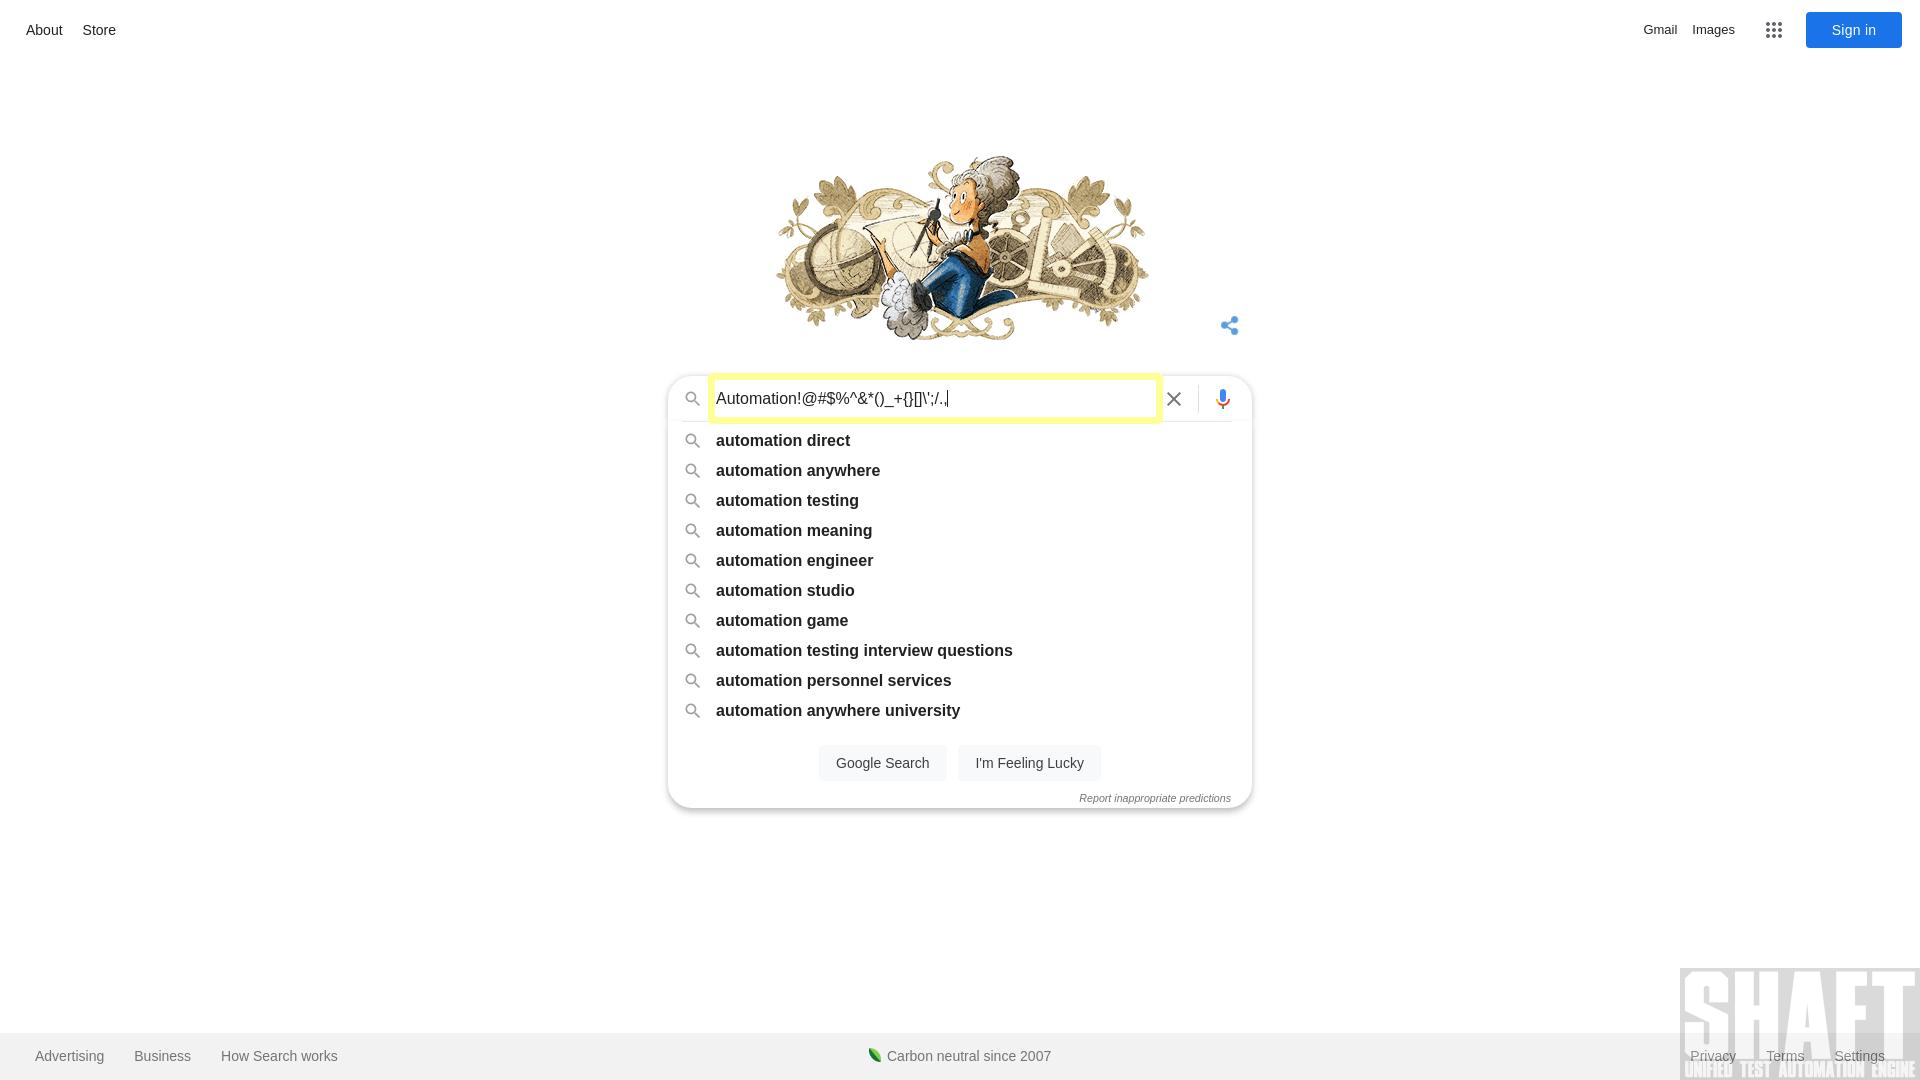 About Store
Gmail Images Sign in
Automation!@#$%^&*()_+{}[]\';/.,
automation direct
automation anywhere
automation testing
automation meaning
automation engineer
automation studio
automation game
automation testing interview questions
automation personnel services
automation anywhere university
Google Search I'm Feeling Lucky
Report inappropriate predictions
SHAFT
Advertising Business How Search works Carbon neutral since 2007 Privacy Terms Settings
UNIFIED TEST AUTOMATION ENGINE